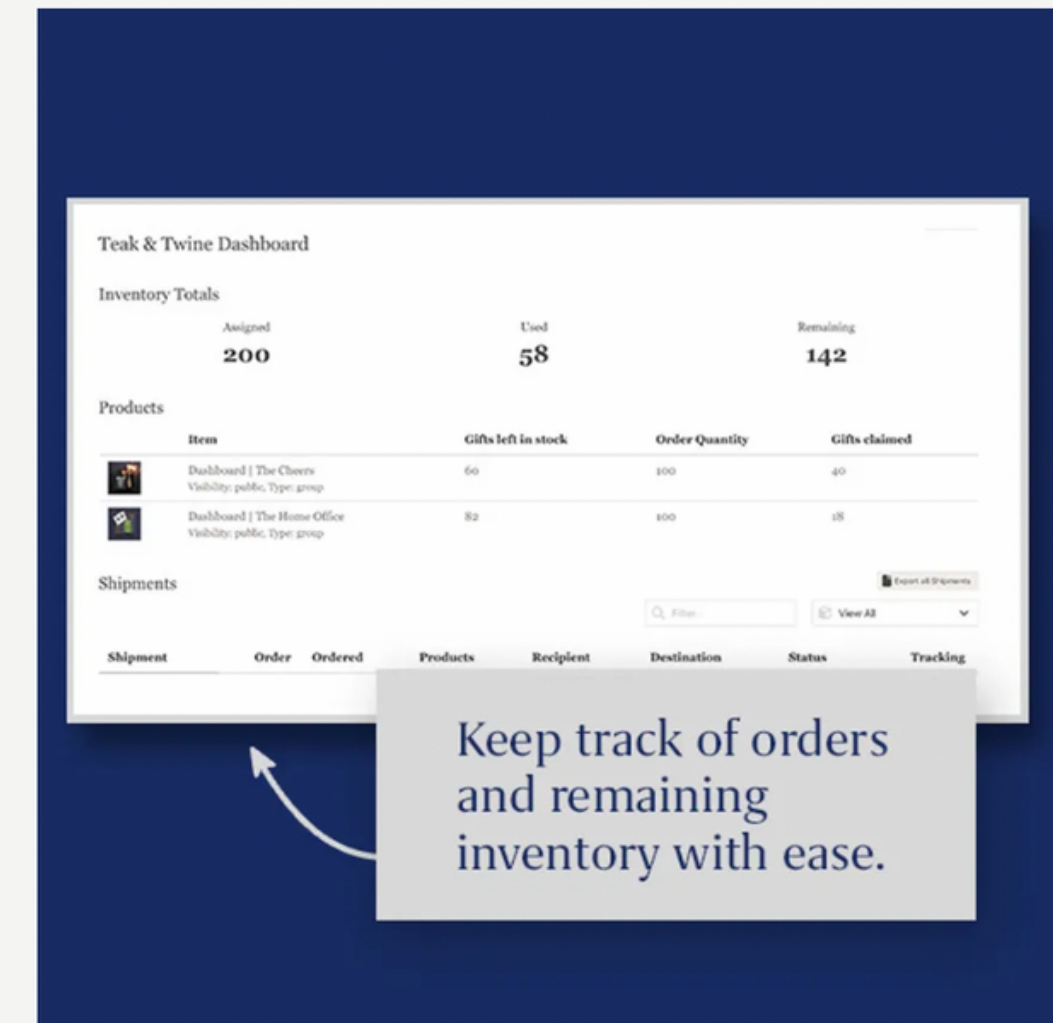 Teak & Twine Dashboard
Inventory Totals
Assigned Used Remaining
200 58 142
Products
Item Gifts left in stock Order Quantity Gifts claimed
Dashboard | The Cheers 60 100 40
Visibility: public, Type: group
Dashboard | The Home Office 82 100 18
Visibility: public, Type: group
Shipments
Export all Shipments
Filter... View All
Shipment Order Ordered Products Recipient Destination Status Tracking
Keep track of orders
and remaining
inventory with ease.